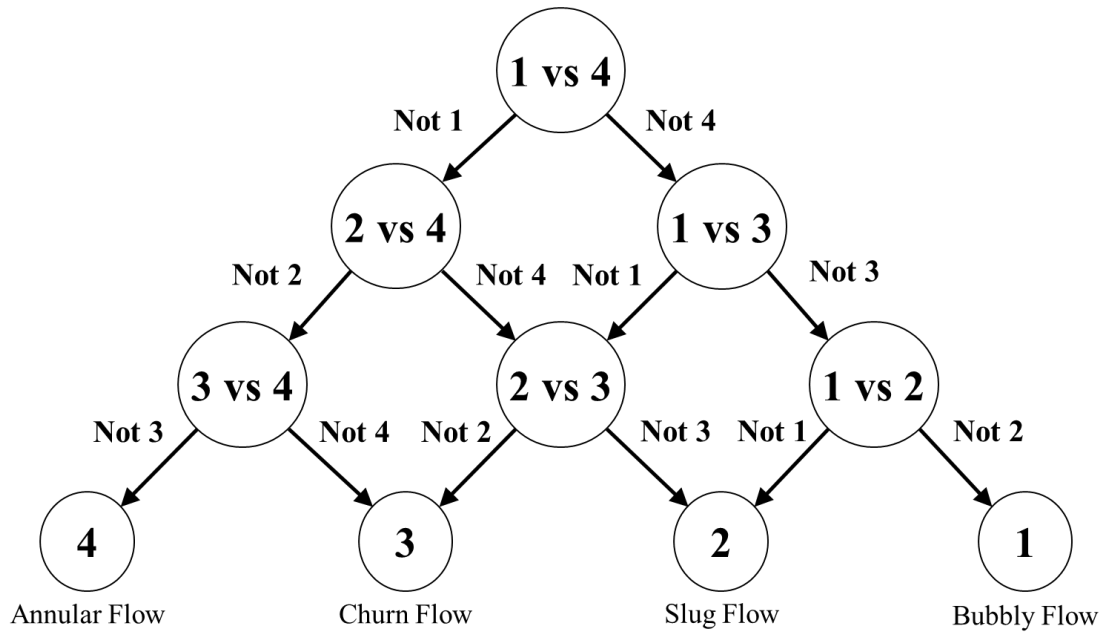 1 vs 4
Not 1
Not 4
2 vs 4
1 vs 3
Not 2
Not 4
Not 1
Not 3
3 vs 4
2 vs 3
1 vs 2
Not 3
Not 4
Not 2
Not 3
Not 1
Not 2
4
3
2
1
Annular Flow
Churn Flow
Slug Flow
Bubbly Flow